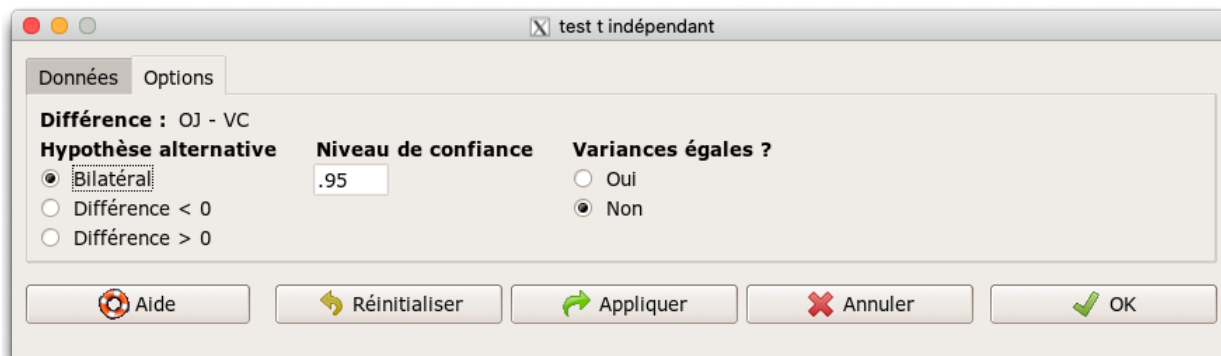 test t indépendant
Données Options
Différence : OJ - VC
Hypothèse alternative Niveau de confiance Variances égales ?
Bilatéral .95 Oui
Différence < 0 Non
Différence > 0
Aide Réinitialiser Appliquer Annuler OK